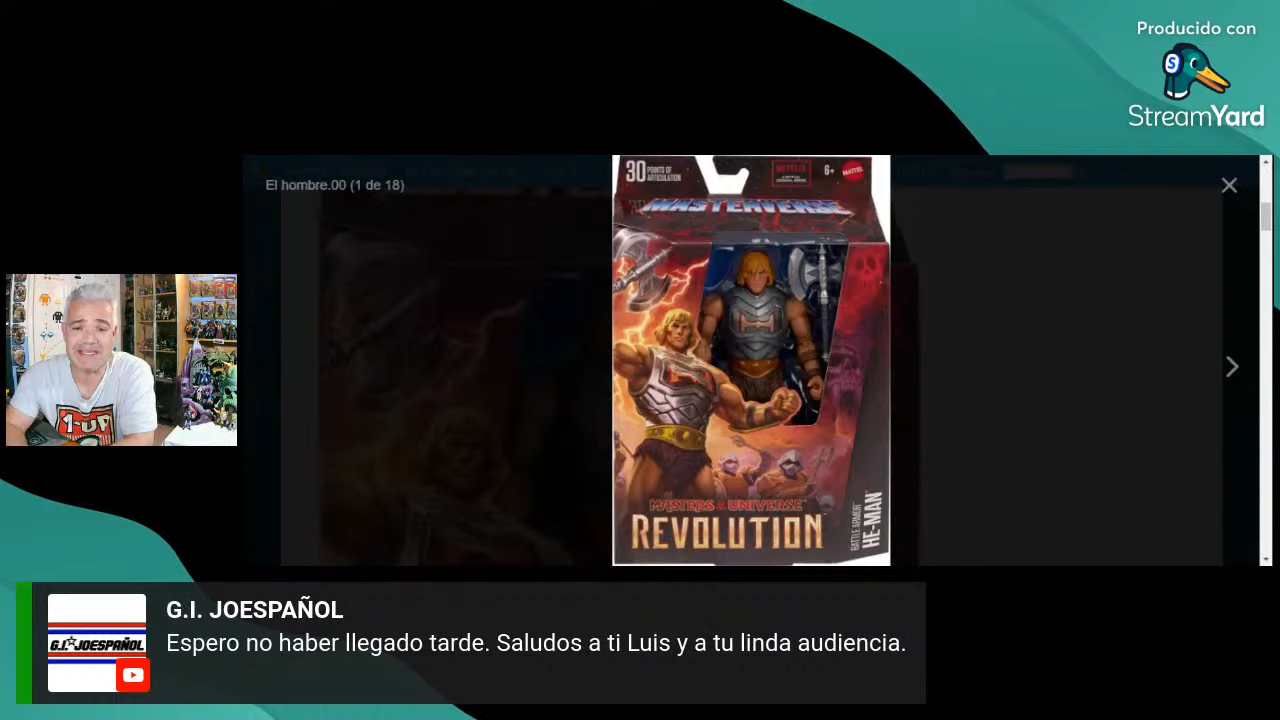 Producido con
StreamYard
El hombre.00 (1 de 18)
30 POINTS OF ARTICULATION
NETFLIX
6+
MATTEL
MASTERVERSE
MASTERS OF THE UNIVERSE
REVOLUTION
BATTLE ARMOR
HE-MAN
1-UP
G.I. JOESPAÑOL
G.I. JOESPAÑOL
Espero no haber llegado tarde. Saludos a ti Luis y a tu linda audiencia.